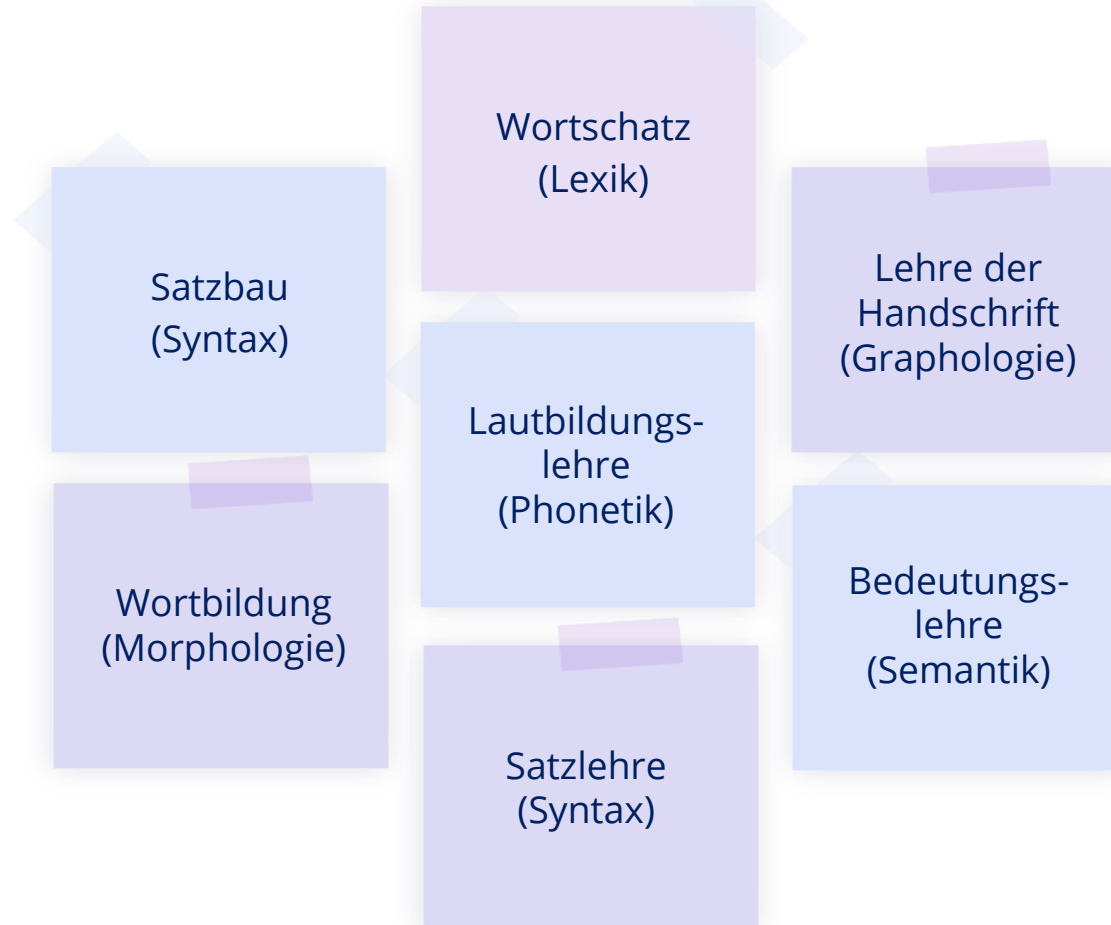 Wortschatz
(Lexik)
Satzbau
(Syntax)
Lehre der
Handschrift
(Graphologie)
Lautbildungs-
lehre
(Phonetik)
Wortbildung
(Morphologie)
Bedeutungs-
lehre
(Semantik)
Satzlehre
(Syntax)